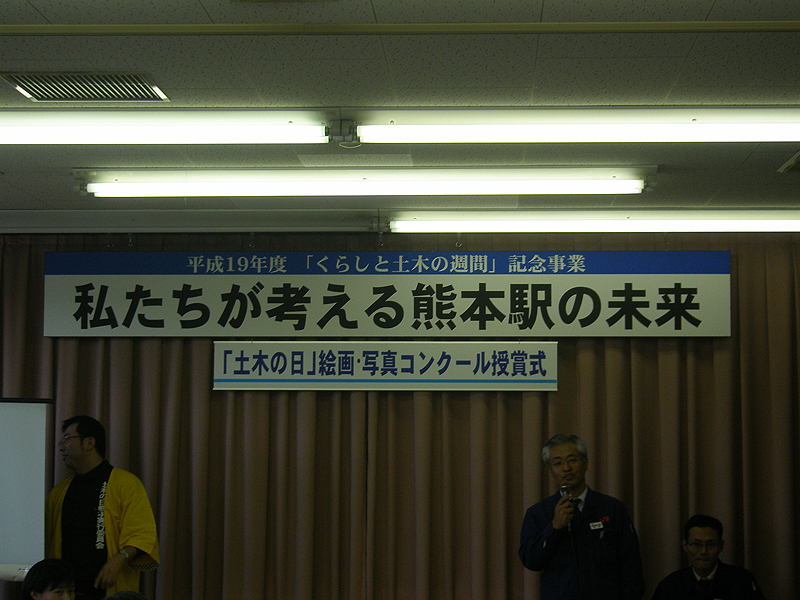 平成19年度 「くらしと土木の週間」記念事業
私たちが考える熊本駅の未来
「土木の日」絵画・写真コンクール授賞式